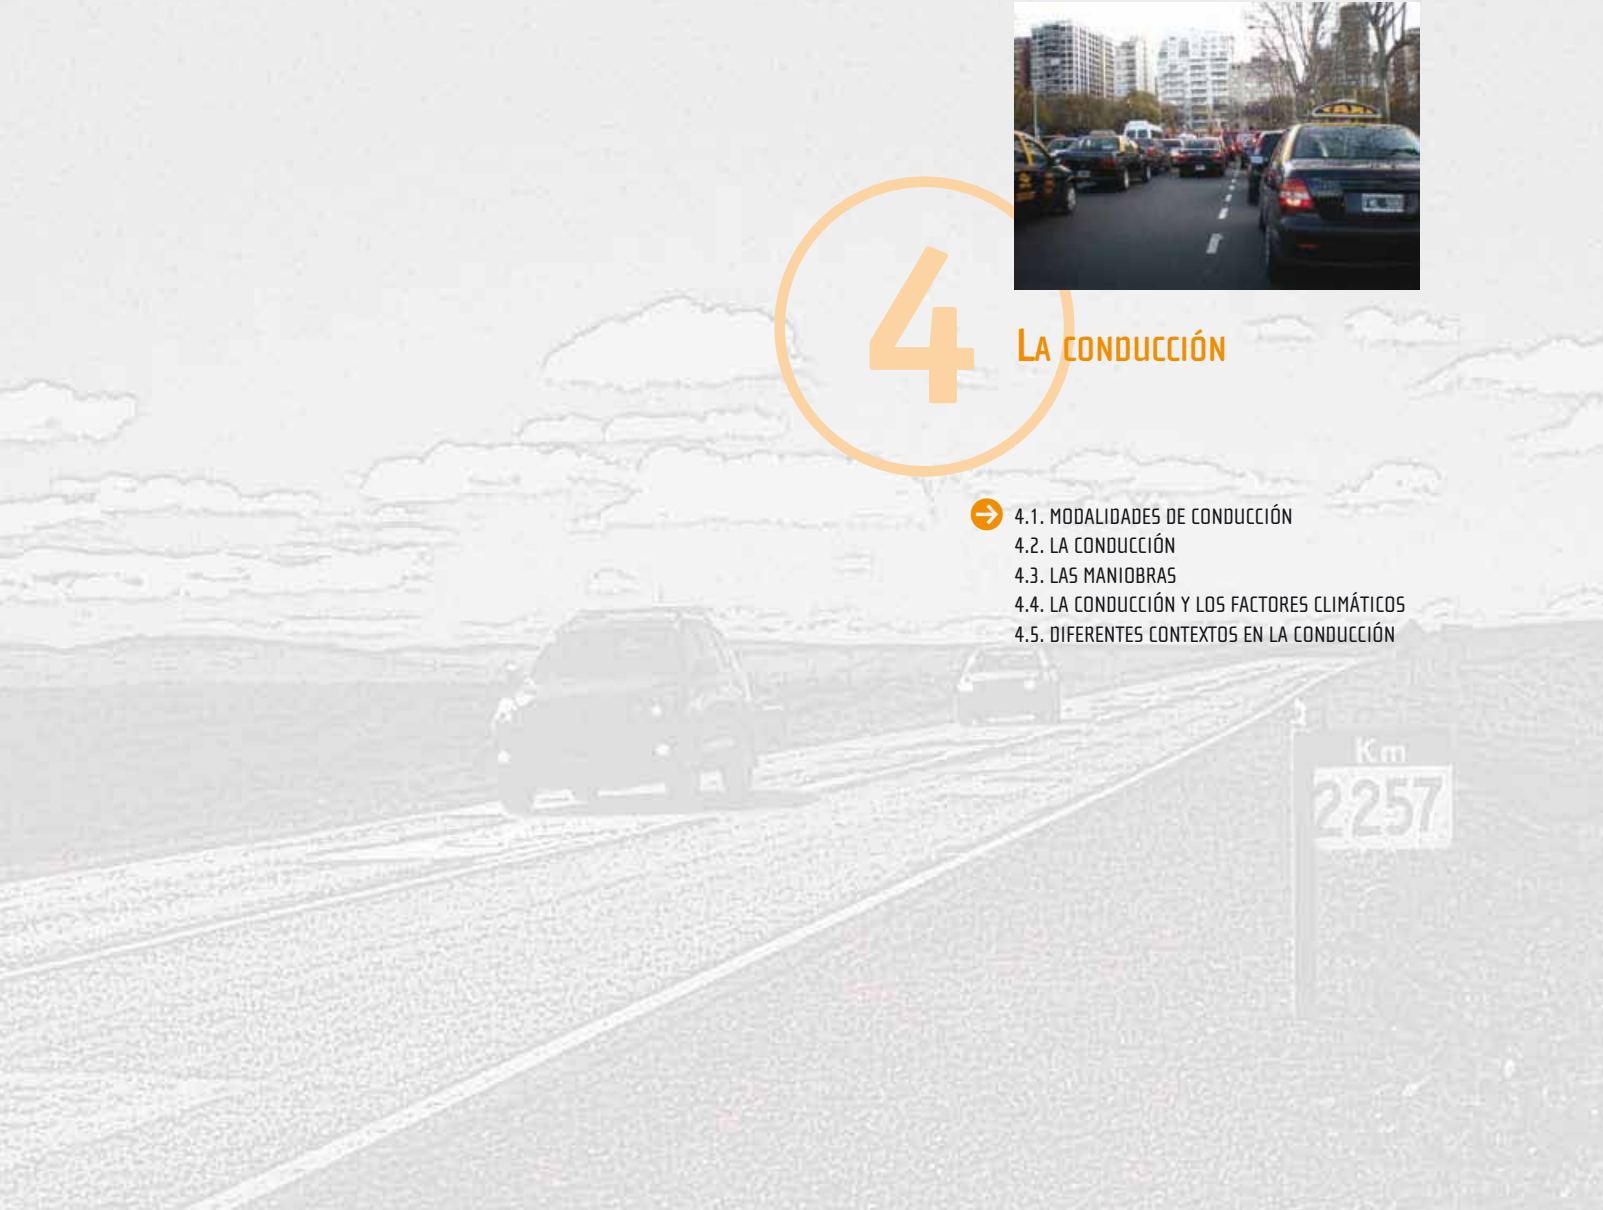 TAXI
4
LA CONDUCCIÓN
4.1. MODALIDADES DE CONDUCCIÓN
4.2. LA CONDUCCIÓN
4.3. LAS MANIOBRAS
4.4. LA CONDUCCIÓN Y LOS FACTORES CLIMÁTICOS
4.5. DIFERENTES CONTEXTOS EN LA CONDUCCIÓN
Km
2257